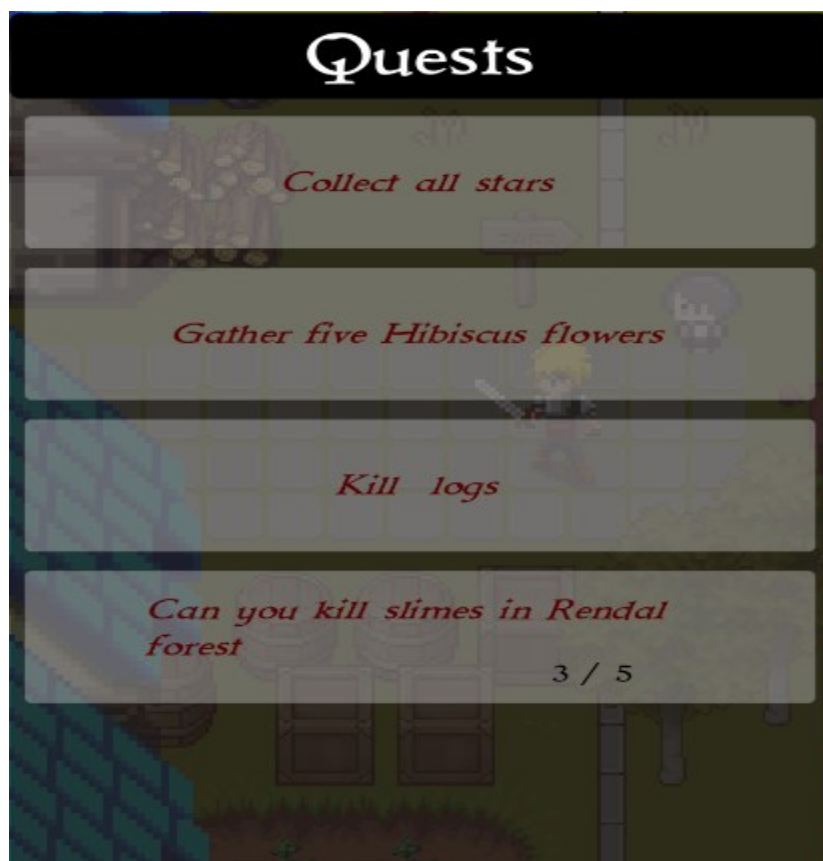 Quests
Collect all stars
Gather five Hibiscus flowers
Kill logs
Can you kill slimes in Rendal
forest
3 / 5